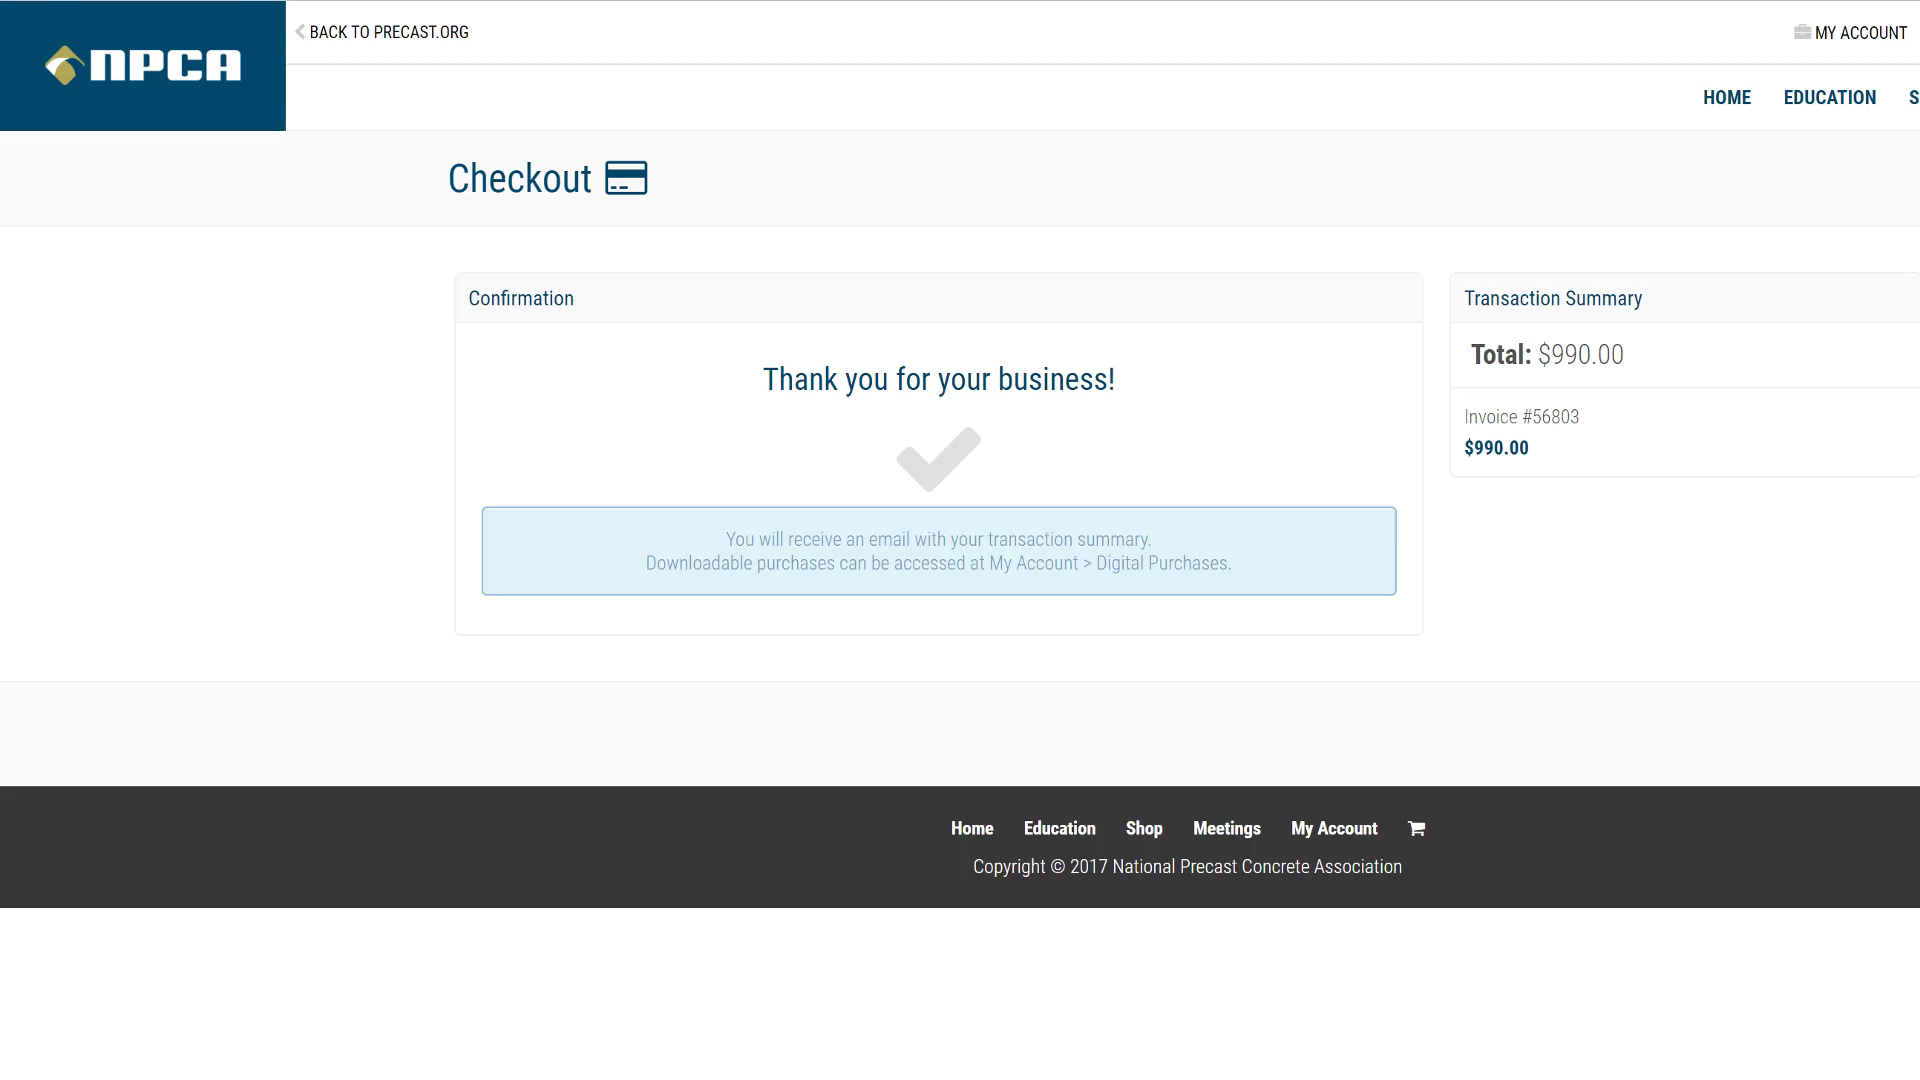 NPCA
BACK TO PRECAST.ORG
MY ACCOUNT
HOME EDUCATION S
Checkout
Confirmation
Thank you for your business!
You will receive an email with your transaction summary.
Downloadable purchases can be accessed at My Account > Digital Purchases.
Transaction Summary
Total: $990.00
Invoice #56803
$990.00
Home Education Shop Meetings My Account
Copyright © 2017 National Precast Concrete Association